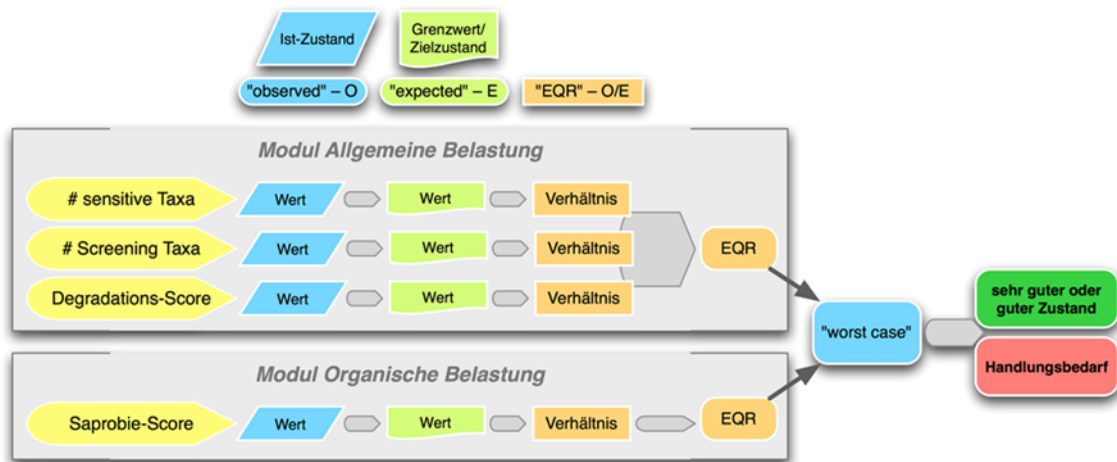 Ist-Zustand
Grenzwert/
Zielzustand
"observed" – O
"expected" – E
"EQR" – O/E
Modul Allgemeine Belastung
# sensitive Taxa
Wert
Wert
Verhältnis
# Screening Taxa
Wert
Wert
Verhältnis
EQR
Degradations-Score
Wert
Wert
Verhältnis
"worst case"
sehr guter oder
guter Zustand
Handlungsbedarf
Modul Organische Belastung
Saprobie-Score
Wert
Wert
Verhältnis
EQR